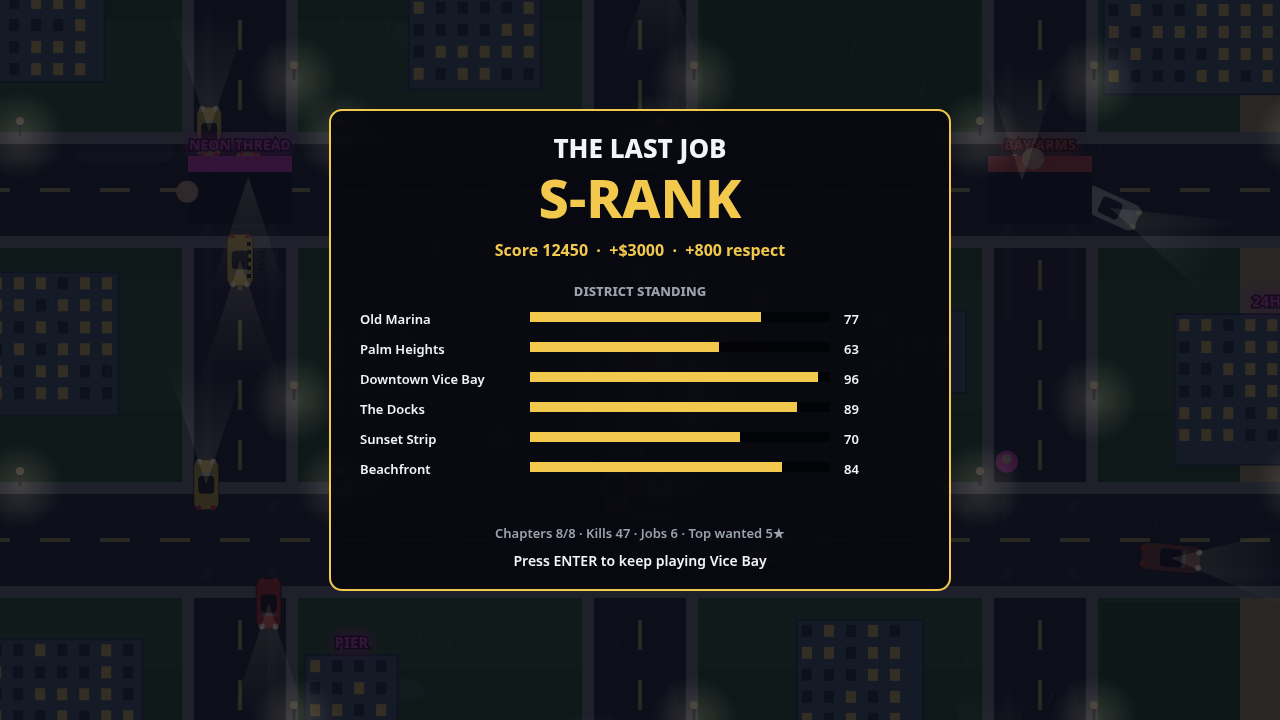 NEON THREAD
BAY ARMS
THE LAST JOB
S-RANK
Score 12450 · +$3000 · +800 respect
DISTRICT STANDING
Old Marina 77
Palm Heights 63
24H
Downtown Vice Bay 96
The Docks 89
Sunset Strip 70
Beachfront 84
Chapters 8/8 · Kills 47 · Jobs 6 · Top wanted 5★
Press ENTER to keep playing Vice Bay
PIER